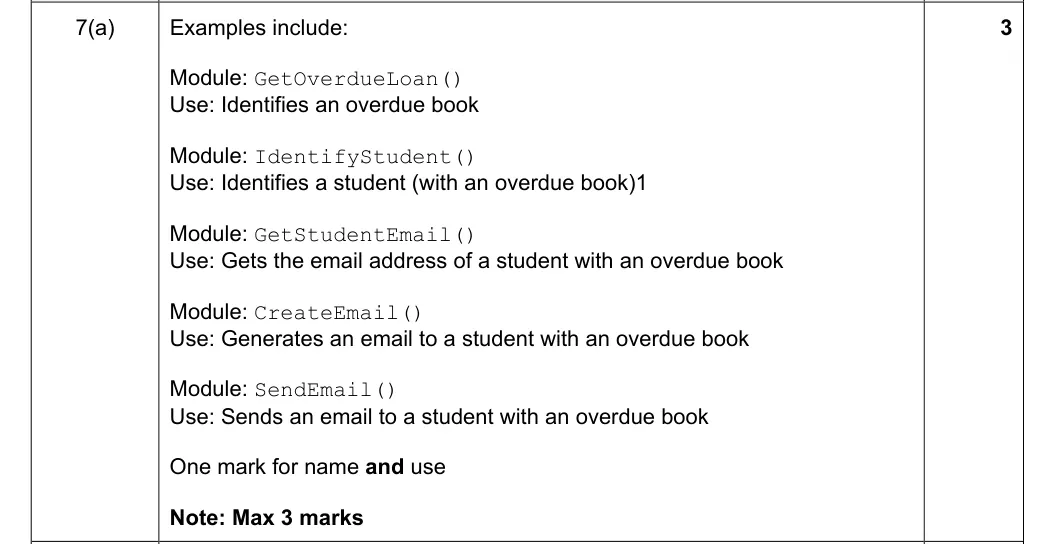 7(a)
Examples include:
3
Module: GetOverdueLoan()
Use: Identifies an overdue book
Module: IdentifyStudent()
Use: Identifies a student (with an overdue book)1
Module: GetStudentEmail()
Use: Gets the email address of a student with an overdue book
Module: CreateEmail()
Use: Generates an email to a student with an overdue book
Module: SendEmail()
Use: Sends an email to a student with an overdue book
One mark for name and use
Note: Max 3 marks